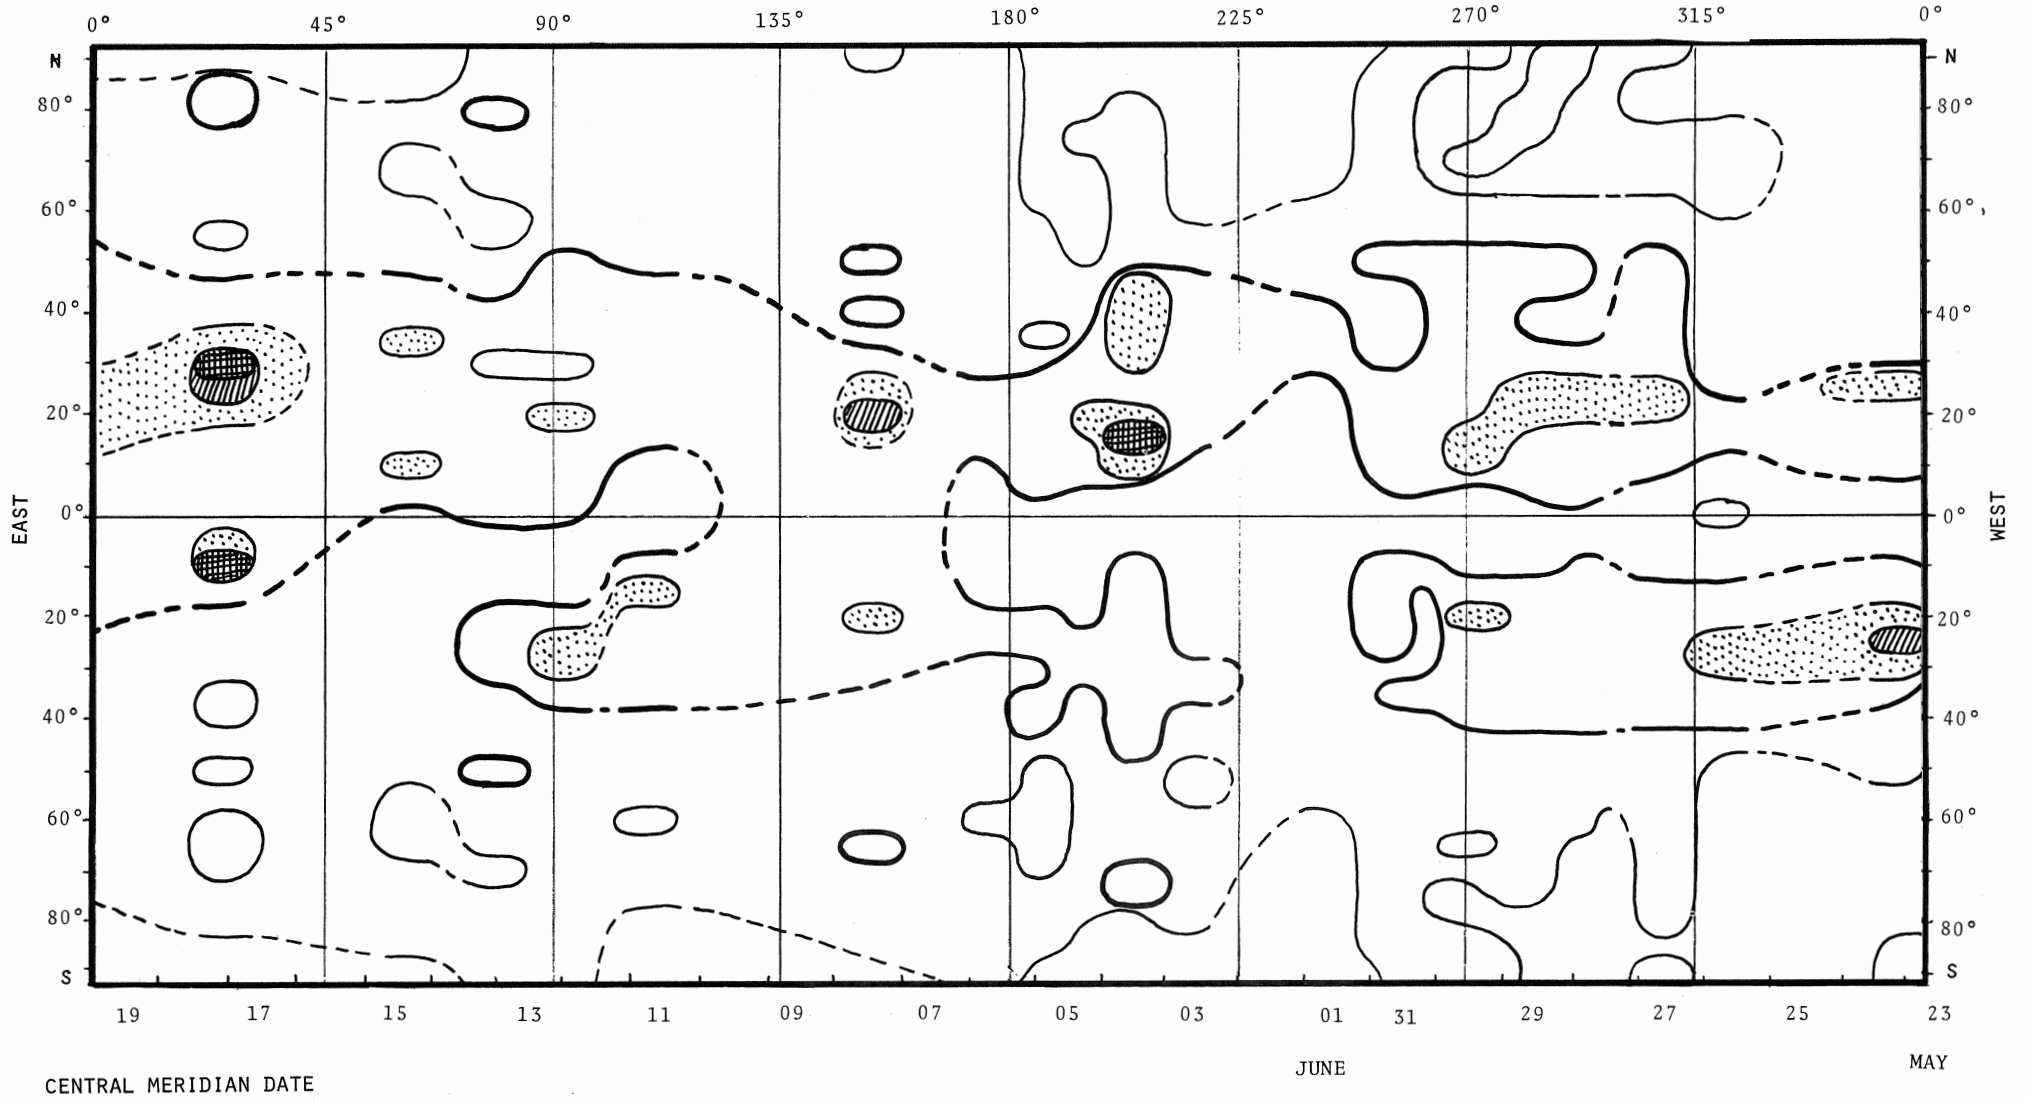 0° 45° 90° 135° 180° 225° 270° 315° 0°
N N
80° 80°
60° 60°,
40° 40°
20° 20°
EAST 0° 0° WEST
20° 20°
40° 40°
60° 60°
80° 80°
S S
19 17 15 13 11 09 07 05 03 01 31 29 27 25 23
JUNE MAY
CENTRAL MERIDIAN DATE